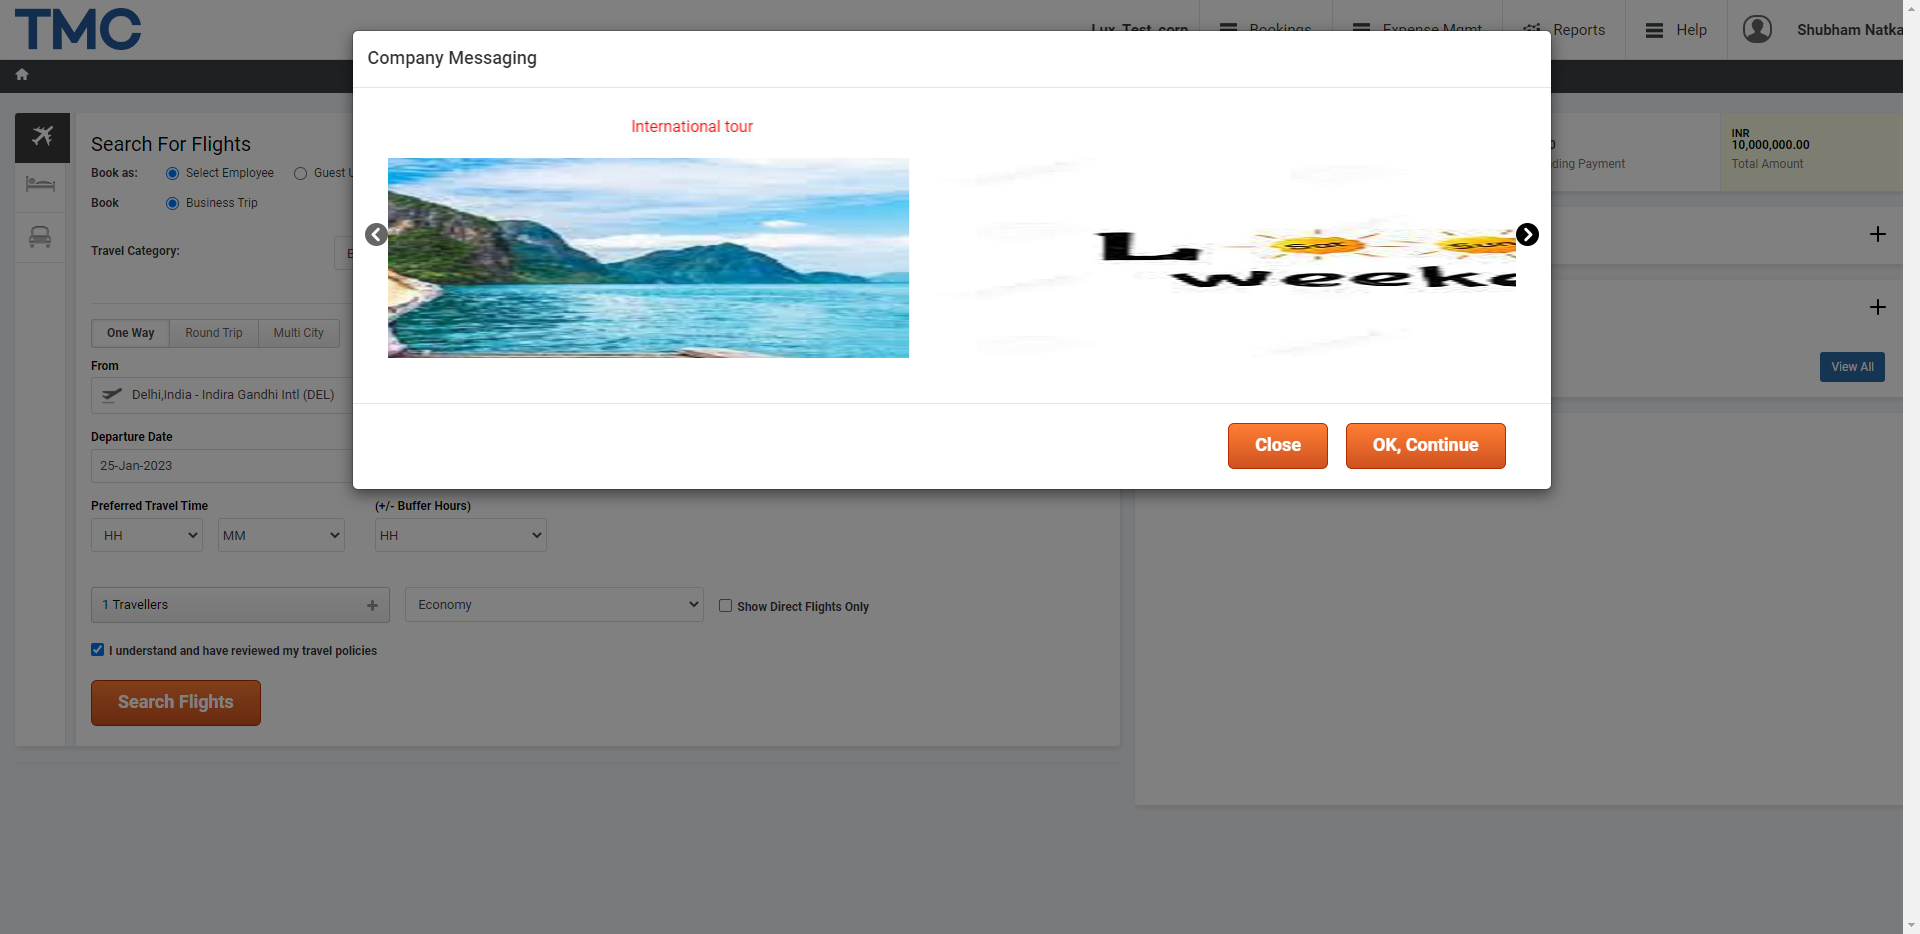 TMC
Lux_Test_corp
Bookings
Expense Mgmt
Reports
Help
Shubham Natka
Company Messaging
International tour
Sat
Sun
Close
OK, Continue
Search For Flights
Book as:
Select Employee
Guest U
Book
Business Trip
Travel Category:
B
One Way
Round Trip
Multi City
From
Delhi,India - Indira Gandhi Intl (DEL)
Departure Date
25-Jan-2023
Preferred Travel Time
(+/- Buffer Hours)
HH
MM
HH
1 Travellers
Economy
Show Direct Flights Only
I understand and have reviewed my travel policies
Search Flights
0
ding Payment
INR
10,000,000.00
Total Amount
View All